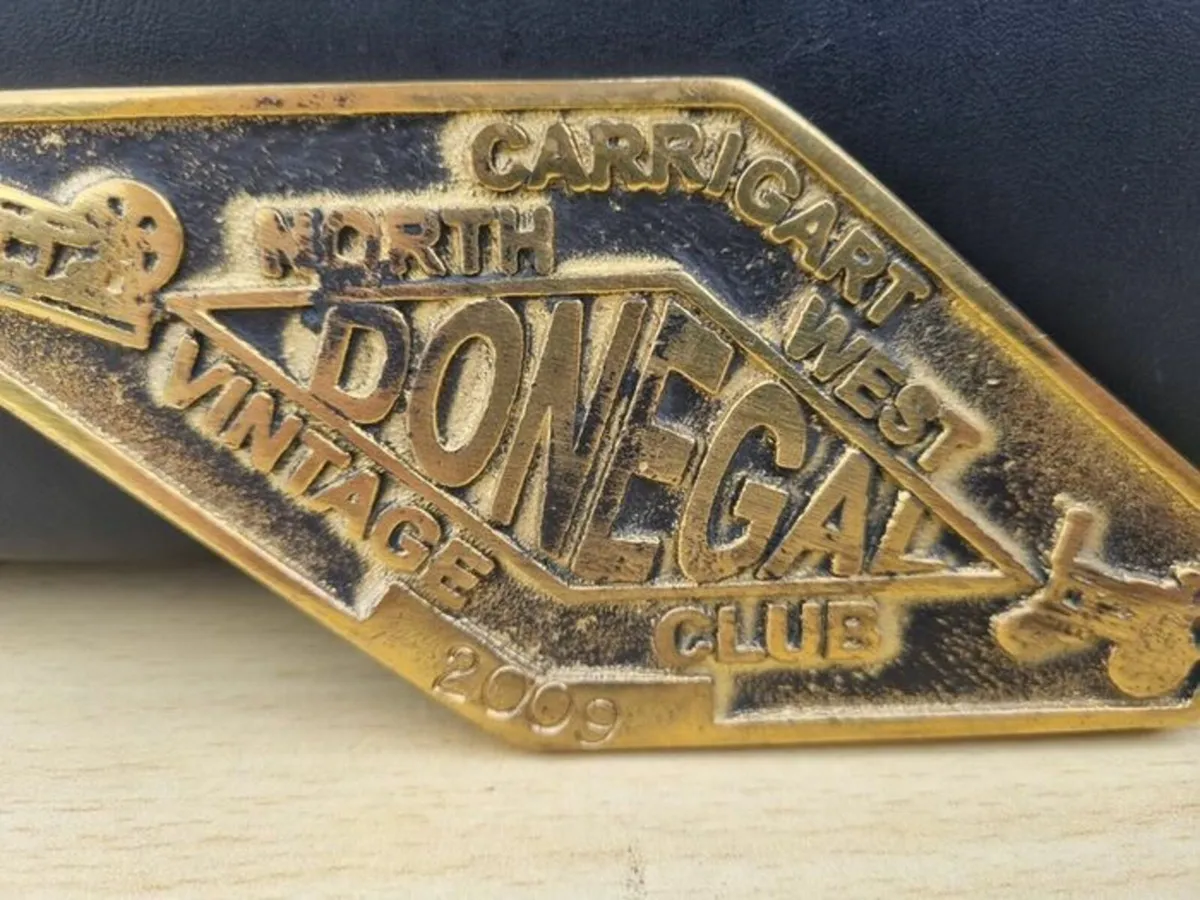 CARRIGART
NORTH WEST
DONEGAL
VINTAGE CLUB
2009